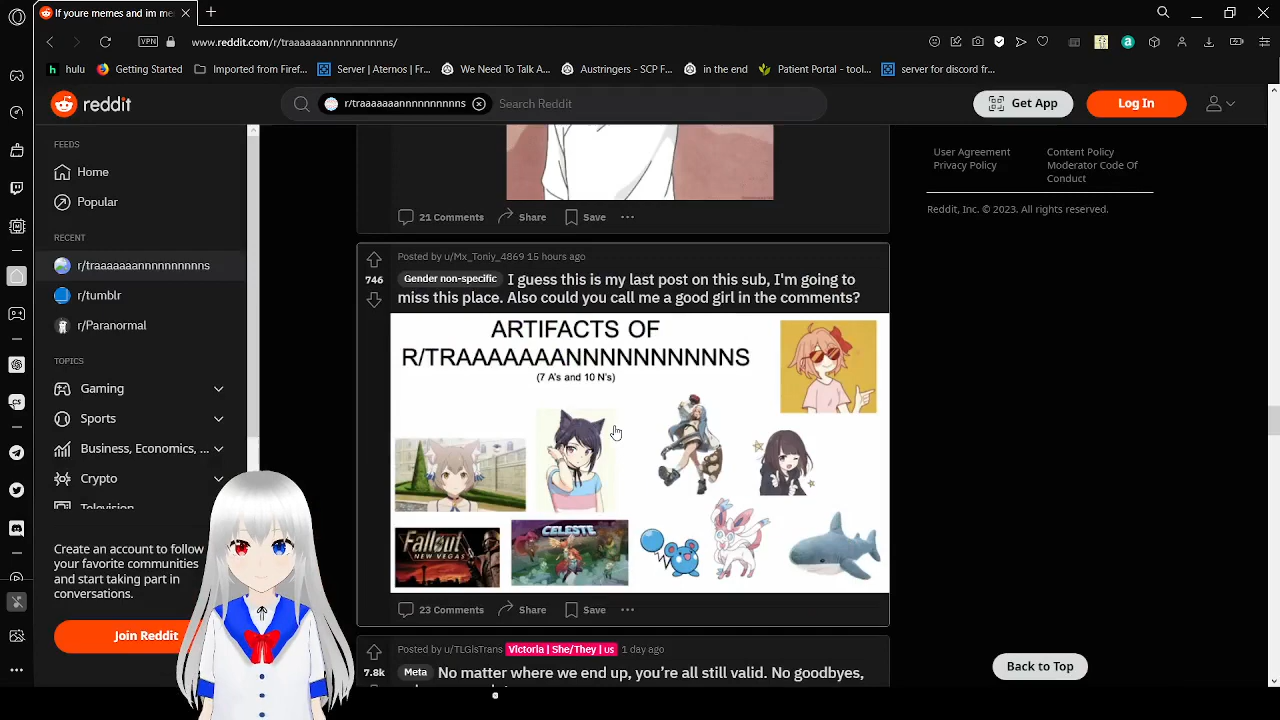 If youre memes and im me
www.reddit.com/r/traaaaaaannnnnnnnnns/
VPN
hulu
Getting Started
Imported from Firef...
Server | Aternos | Fr...
We Need To Talk A...
Austringers - SCP F...
in the end
Patient Portal - tool...
server for discord fr...
reddit
r/traaaaaaannnnnnnnnns
Search Reddit
Get App
Log In
FEEDS
Home
Popular
RECENT
r/traaaaaaannnnnnnnnns
r/tumblr
r/Paranormal
TOPICS
Gaming
Sports
Business, Economics, ...
Crypto
Television
Create an account to follow
your favorite communities
and start taking part in
conversations.
Join Reddit
21 Comments
Share
Save
Posted by u/Mx_Toniy_4869 15 hours ago
746
Gender non-specific I guess this is my last post on this sub, I'm going to
miss this place. Also could you call me a good girl in the comments?
ARTIFACTS OF
R/TRAAAAAAANNNNNNNNNNS
(7 A's and 10 N's)
Fallout
NEW VEGAS
CELESTE
23 Comments
Share
Save
Posted by u/TLGIsTrans Victoria | She/They | us 1 day ago
7.8k
Meta No matter where we end up, you're all still valid. No goodbyes,
User Agreement
Privacy Policy
Content Policy
Moderator Code Of
Conduct
Reddit, Inc. © 2023. All rights reserved.
Back to Top